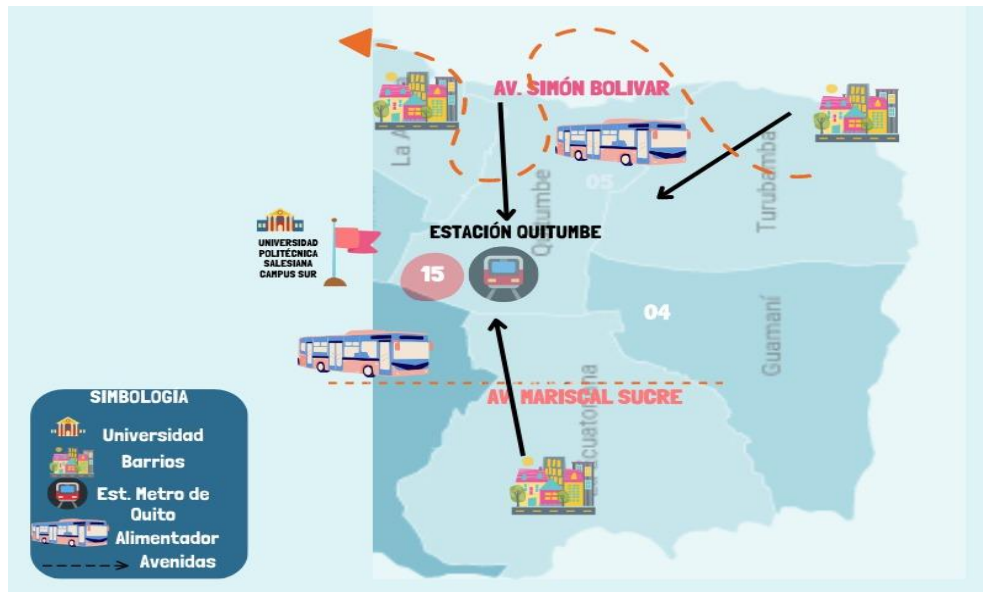 AV. SIMÓN BOLIVAR
La A
05
Quitumbe
Turubamba
ESTACIÓN QUITUMBE
UNIVERSIDAD
POLITÉCNICA
SALESIANA
CAMPUS SUR
15
04
Guamaní
AV. MARISCAL SUCRE
cuatoriana
SIMBOLOGIA
Universidad
Barrios
Est. Metro de
Quito
Alimentador
Avenidas